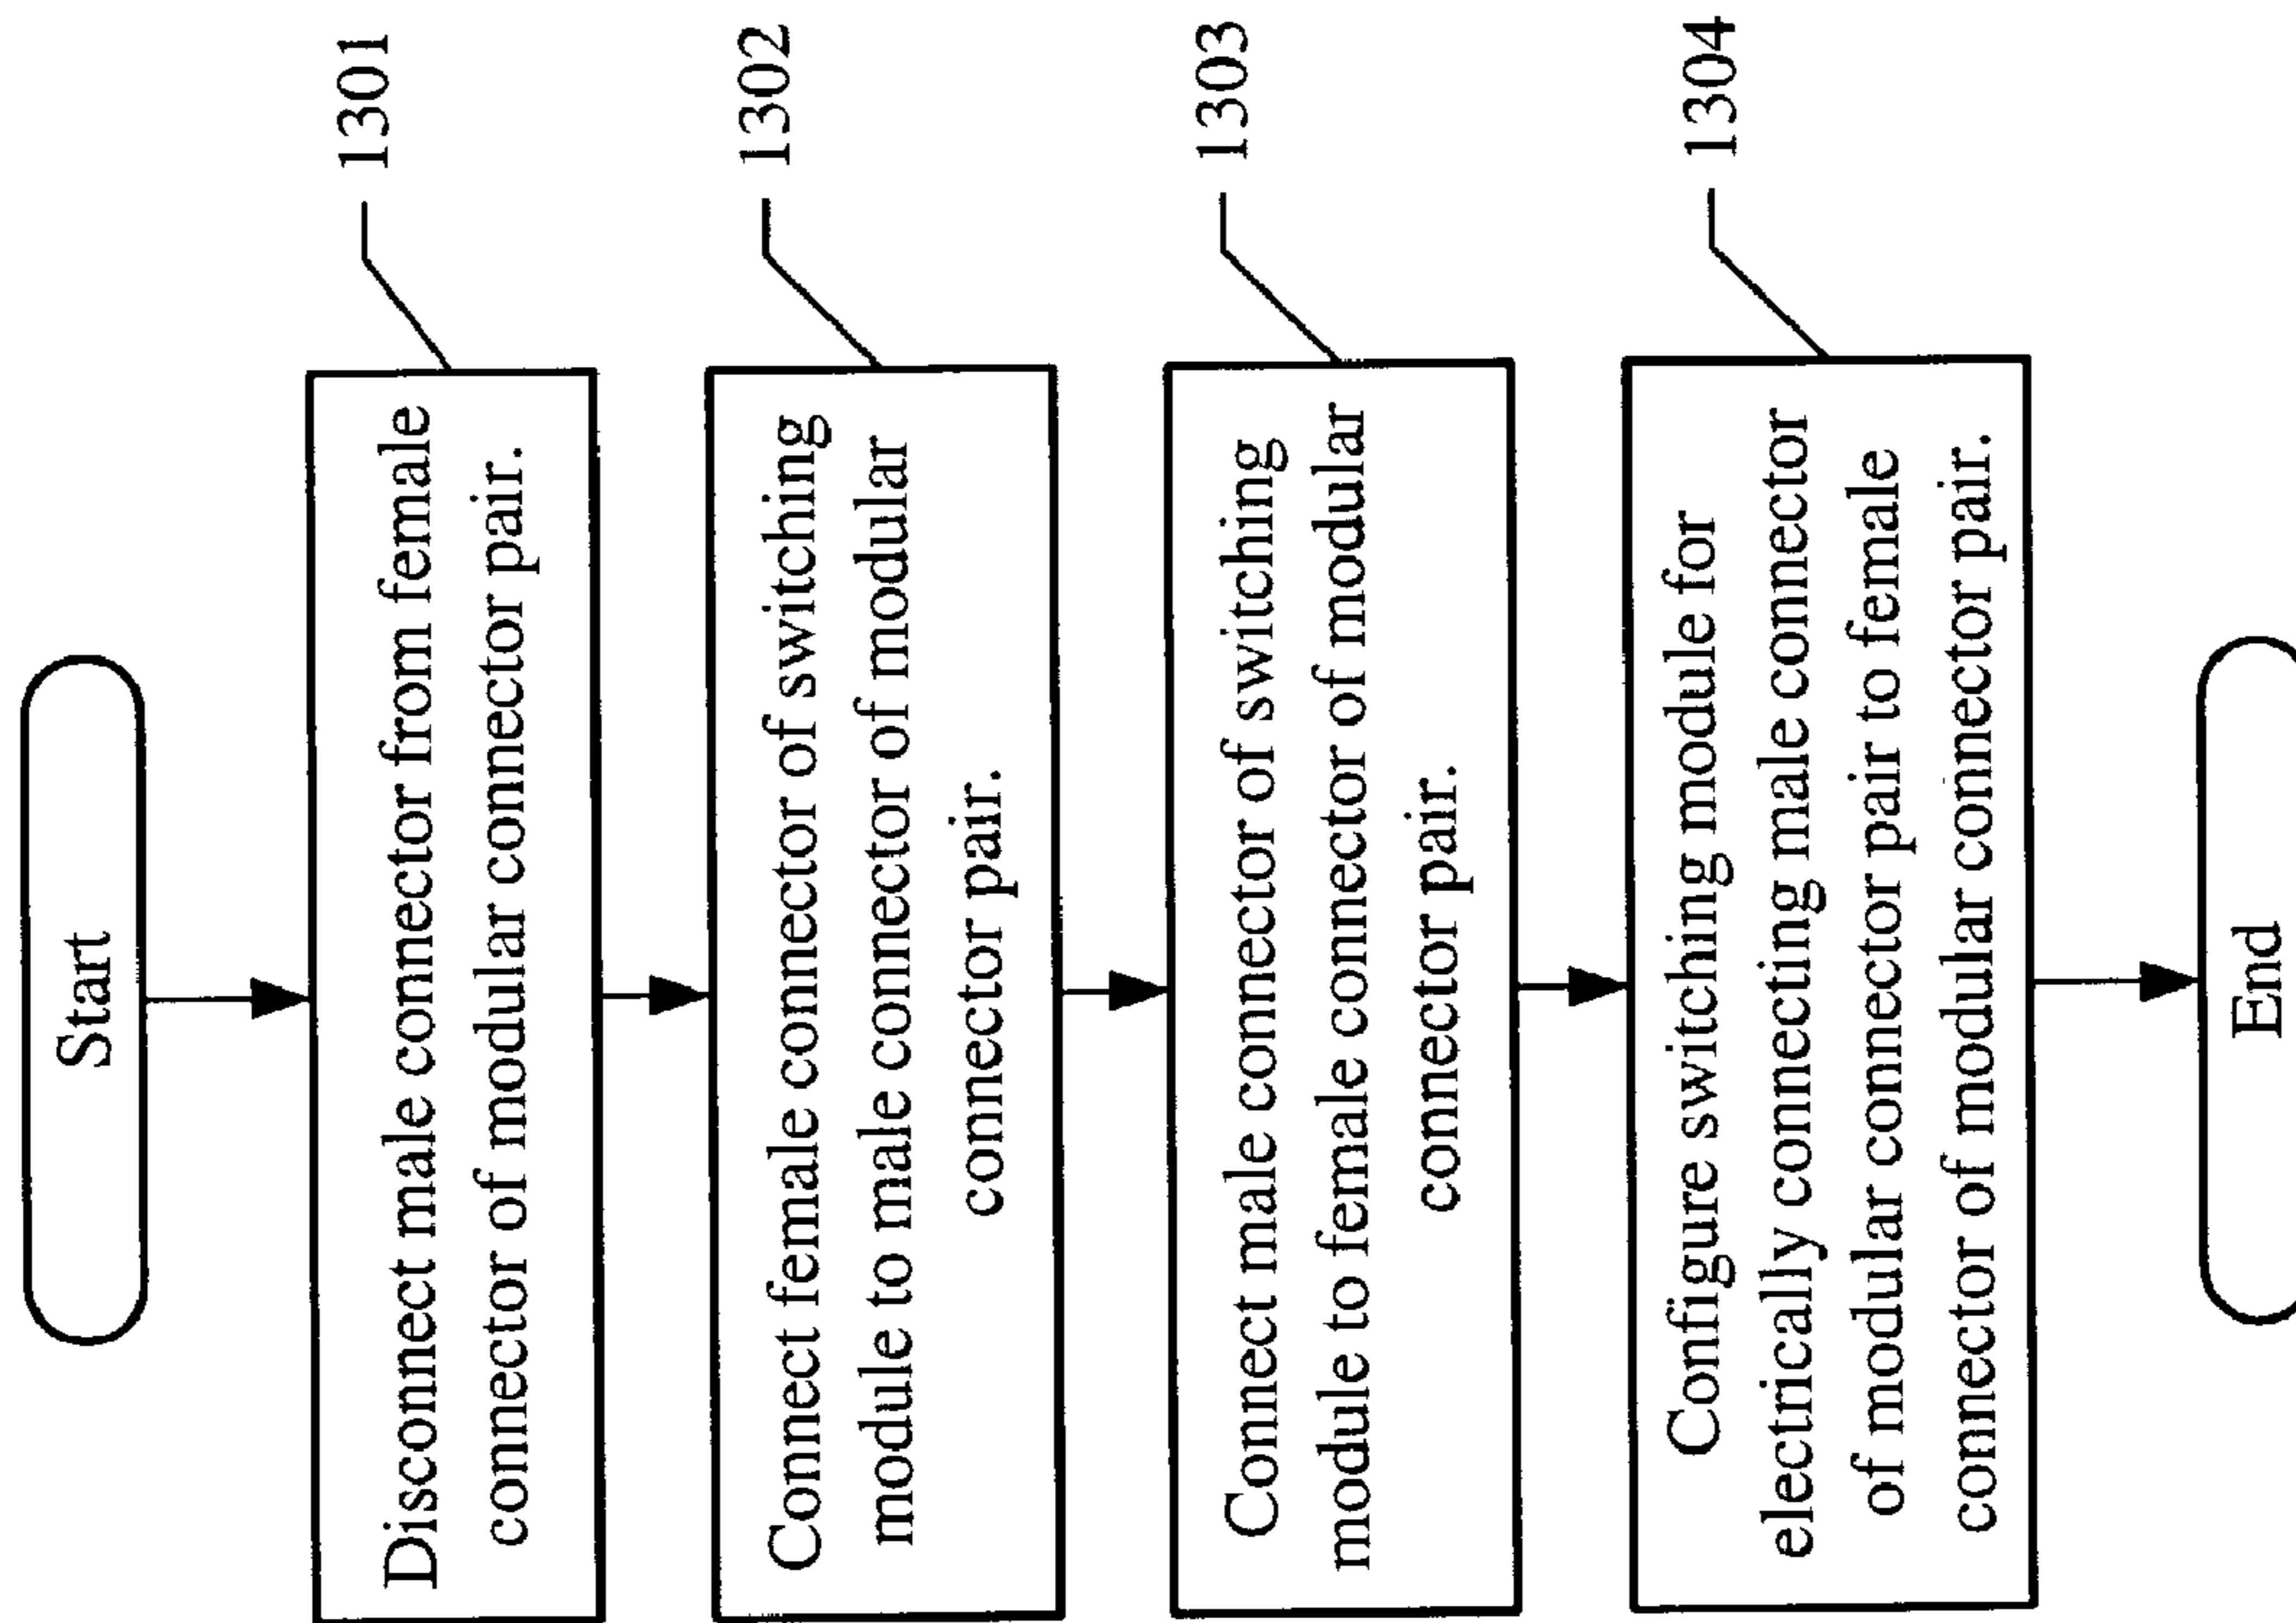 Start
Disconnect male connector from female
connector of modular connector pair.
1301
Connect female connector of switching
module to male connector of modular
connector pair.
1302
Connect male connector of switching
module to female connector of modular
connector pair.
1303
Configure switching module for
electrically connecting male connector
of modular connector pair to female
connector of modular connector pair.
1304
End